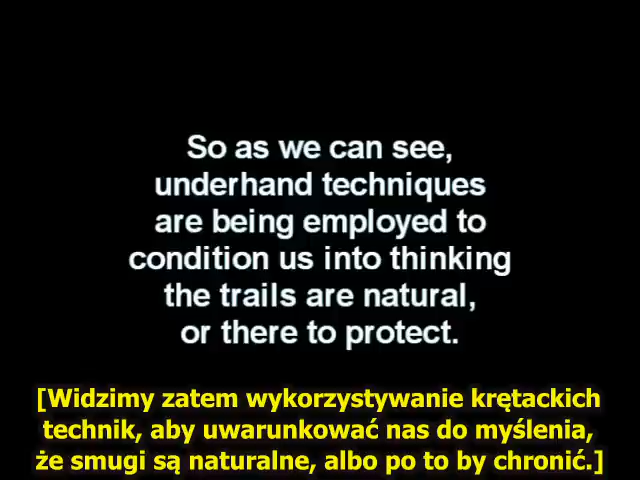 So as we can see,
underhand techniques
are being employed to
condition us into thinking
the trails are natural,
or there to protect.
[Widzimy zatem wykorzystywanie krętackich
technik, aby uwarunkować nas do myślenia,
że smugi są naturalne, albo po to by chronić.]